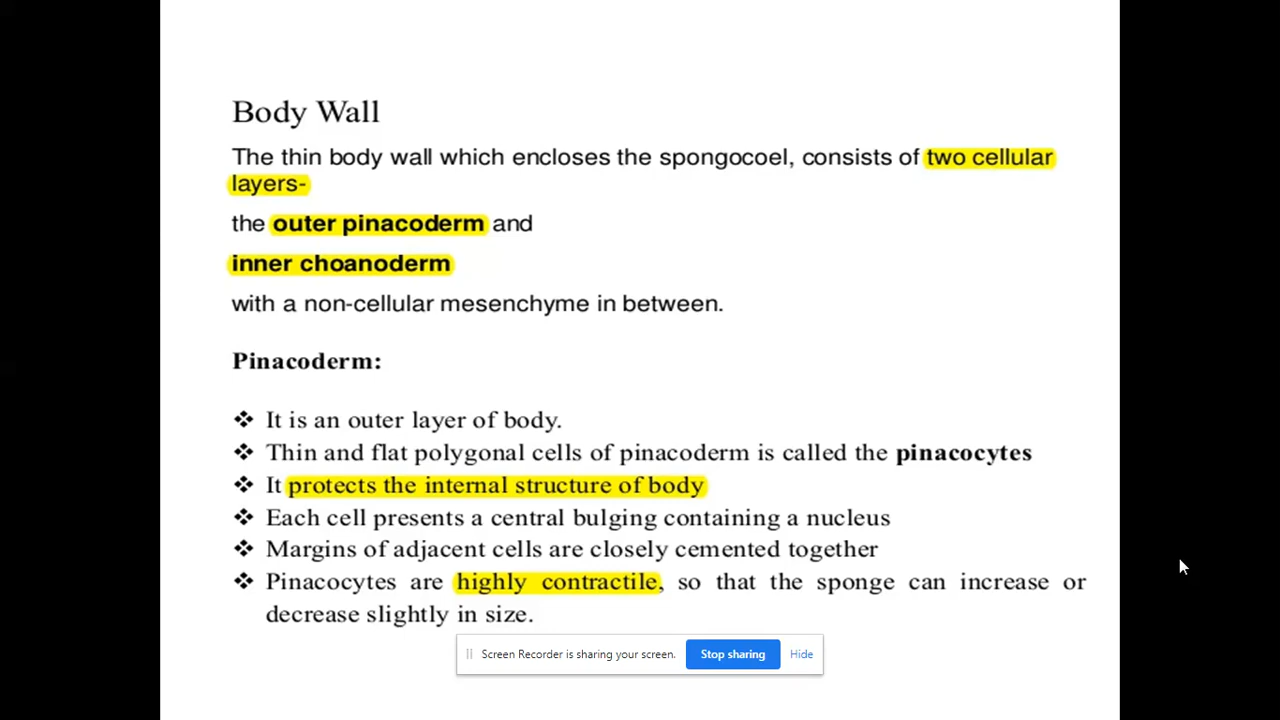 Body Wall
The thin body wall which encloses the spongocoel, consists of two cellular
layers-
the outer pinacoderm and
inner choanoderm
with a non-cellular mesenchyme in between.
Pinacoderm:
❖ It is an outer layer of body.
❖ Thin and flat polygonal cells of pinacoderm is called the pinacocytes
❖ It protects the internal structure of body
❖ Each cell presents a central bulging containing a nucleus
❖ Margins of adjacent cells are closely cemented together
❖ Pinacocytes are highly contractile, so that the sponge can increase or
decrease slightly in size.
Screen Recorder is sharing your screen. Stop sharing Hide